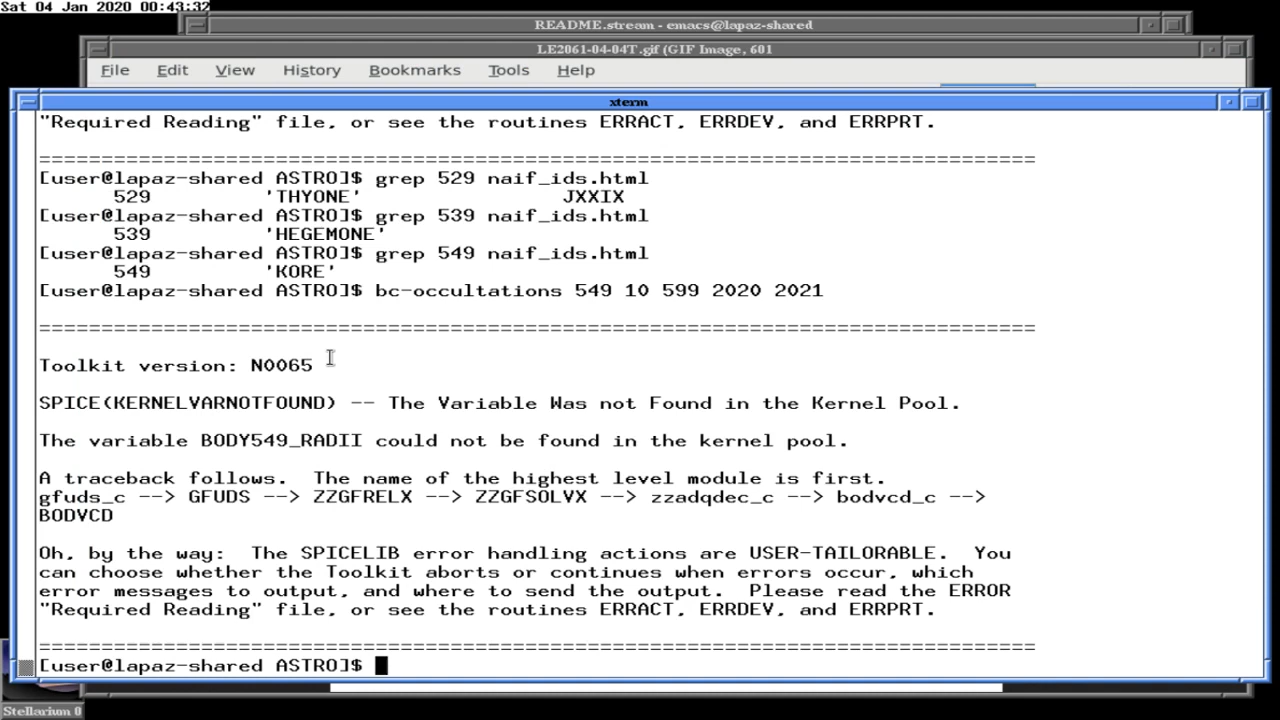 Sat 04 Jan 2020 00:43:32
README.stream - emacs@lapaz-shared
LE2061-04-04T.gif (GIF Image, 601
File Edit View History Bookmarks Tools Help
xterm
"Required Reading" file, or see the routines ERRACT, ERRDEV, and ERRPRT.
================================================================================
[user@lapaz-shared ASTRO]$ grep 529 naif_ids.html
529 'THYONE' JXXIX
[user@lapaz-shared ASTRO]$ grep 539 naif_ids.html
539 'HEGEMONE'
[user@lapaz-shared ASTRO]$ grep 549 naif_ids.html
549 'KORE'
[user@lapaz-shared ASTRO]$ bc-occultations 549 10 599 2020 2021
================================================================================
Toolkit version: N0065
SPICE(KERNELVARNOTFOUND) -- The Variable Was not Found in the Kernel Pool.
The variable BODY549_RADII could not be found in the kernel pool.
A traceback follows.  The name of the highest level module is first.
gfuds_c --> GFUDS --> ZZGFRELX --> ZZGFSOLVX --> zzadqdec_c --> bodvcd_c -->
BODVCD
Oh, by the way:  The SPICELIB error handling actions are USER-TAILORABLE.  You
can choose whether the Toolkit aborts or continues when errors occur, which
error messages to output, and where to send the output.  Please read the ERROR
"Required Reading" file, or see the routines ERRACT, ERRDEV, and ERRPRT.
================================================================================
[user@lapaz-shared ASTRO]$
Stellarium 0